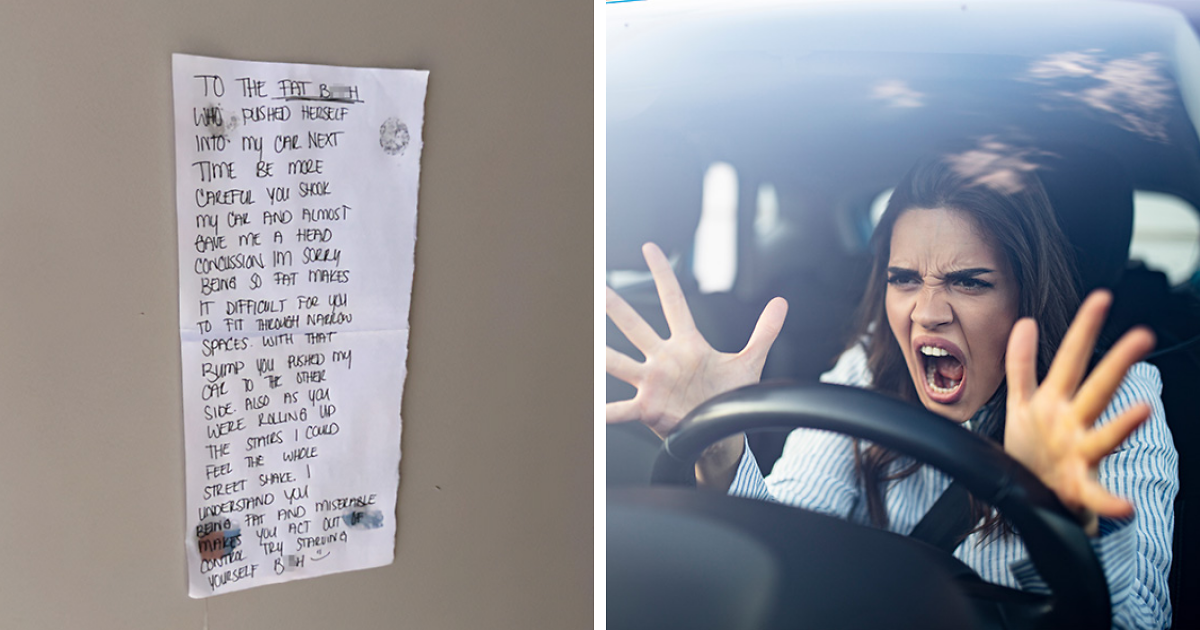 TO THE FAT B H
WHO PUSHED HERSELF
INTO MY CAR NEXT
TIME BE MORE
CAREFUL YOU SHOOK
MY CAR AND ALMOST
GAVE ME A HEAD
CONCUSSION IM SORRY
BEING SO FAT MAKES
IT DIFFICULT FOR YOU
TO FIT THROUGH NARROW
SPACES. WITH THAT
BUMP YOU PUSHED MY
CAR TO THE OTHER
SIDE. ALSO AS YOU
WERE ROLLING UP
THE STAIRS I COULD
FEEL THE WHOLE
STREET SHAKE. I
UNDERSTAND YOU
BEING FAT AND MISERABLE
MAKES YOU ACT OUT OF
CONTROL TRY STARVING
YOURSELF B H